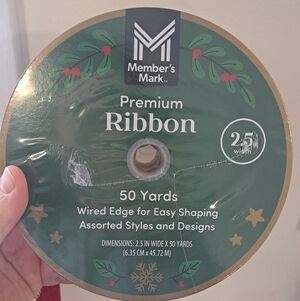 Member's
Mark™
Premium
Ribbon
2.5"
width
50 Yards
Wired Edge for Easy Shaping
Assorted Styles and Designs
DIMENSIONS: 2.5 IN WIDE X 50 YARDS
(6.35 CM x 45.72 M)